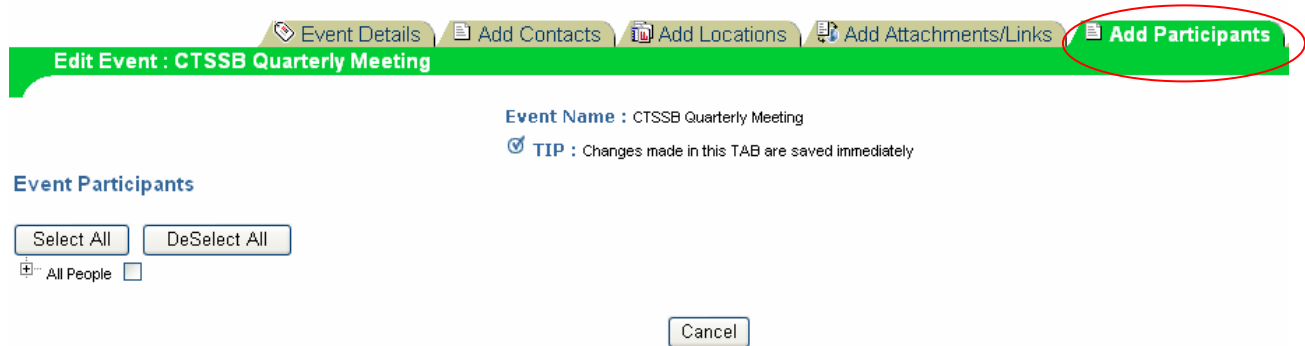 Event Details Add Contacts Add Locations Add Attachments/Links Add Participants
Edit Event : CTSSB Quarterly Meeting
Event Name : CTSSB Quarterly Meeting
TIP : Changes made in this TAB are saved immediately
Event Participants
Select All DeSelect All
All People
Cancel